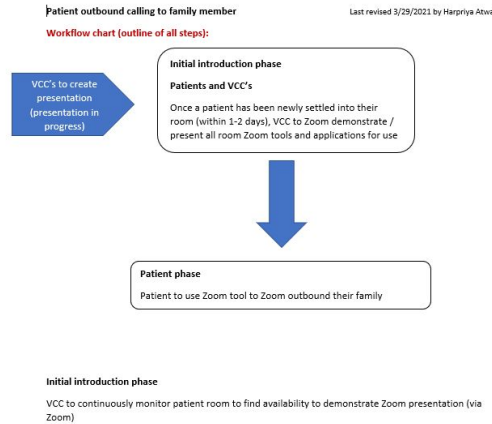 Patient outbound calling to family member
Last revised 3/29/2021 by Harpriya Atwa
Workflow chart (outline of all steps):
VCC's to create
presentation
(presentation in
progress)
Initial introduction phase
Patients and VCC's
Once a patient has been newly settled into their
room (within 1-2 days), VCC to Zoom demonstrate /
present all room Zoom tools and applications for use
Patient phase
Patient to use Zoom tool to Zoom outbound their family
Initial introduction phase
VCC to continuously monitor patient room to find availability to demonstrate Zoom presentation (via
Zoom)